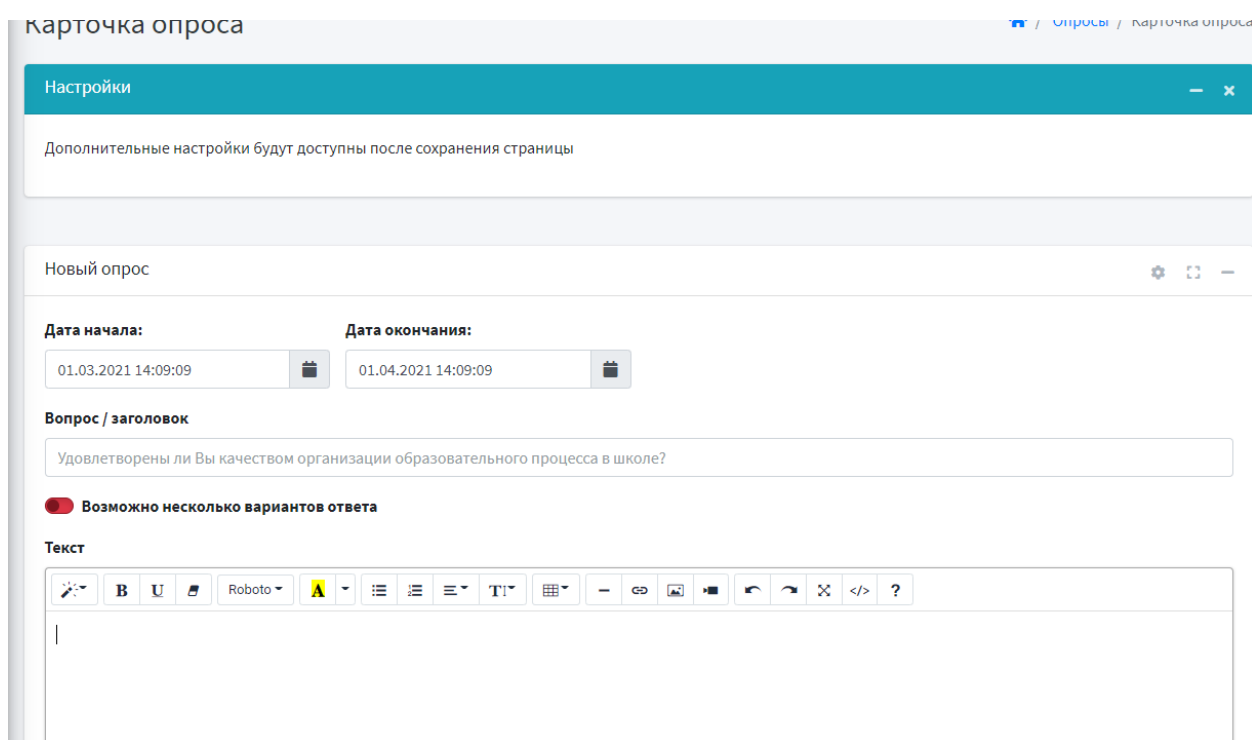 Карточка опроса
/ Опросы / Карточка опроса
Настройки
Дополнительные настройки будут доступны после сохранения страницы
Новый опрос
Дата начала: Дата окончания:
01.03.2021 14:09:09 01.04.2021 14:09:09
Вопрос / заголовок
Удовлетворены ли Вы качеством организации образовательного процесса в школе?
Возможно несколько вариантов ответа
Текст
B U Roboto A TI </> ?